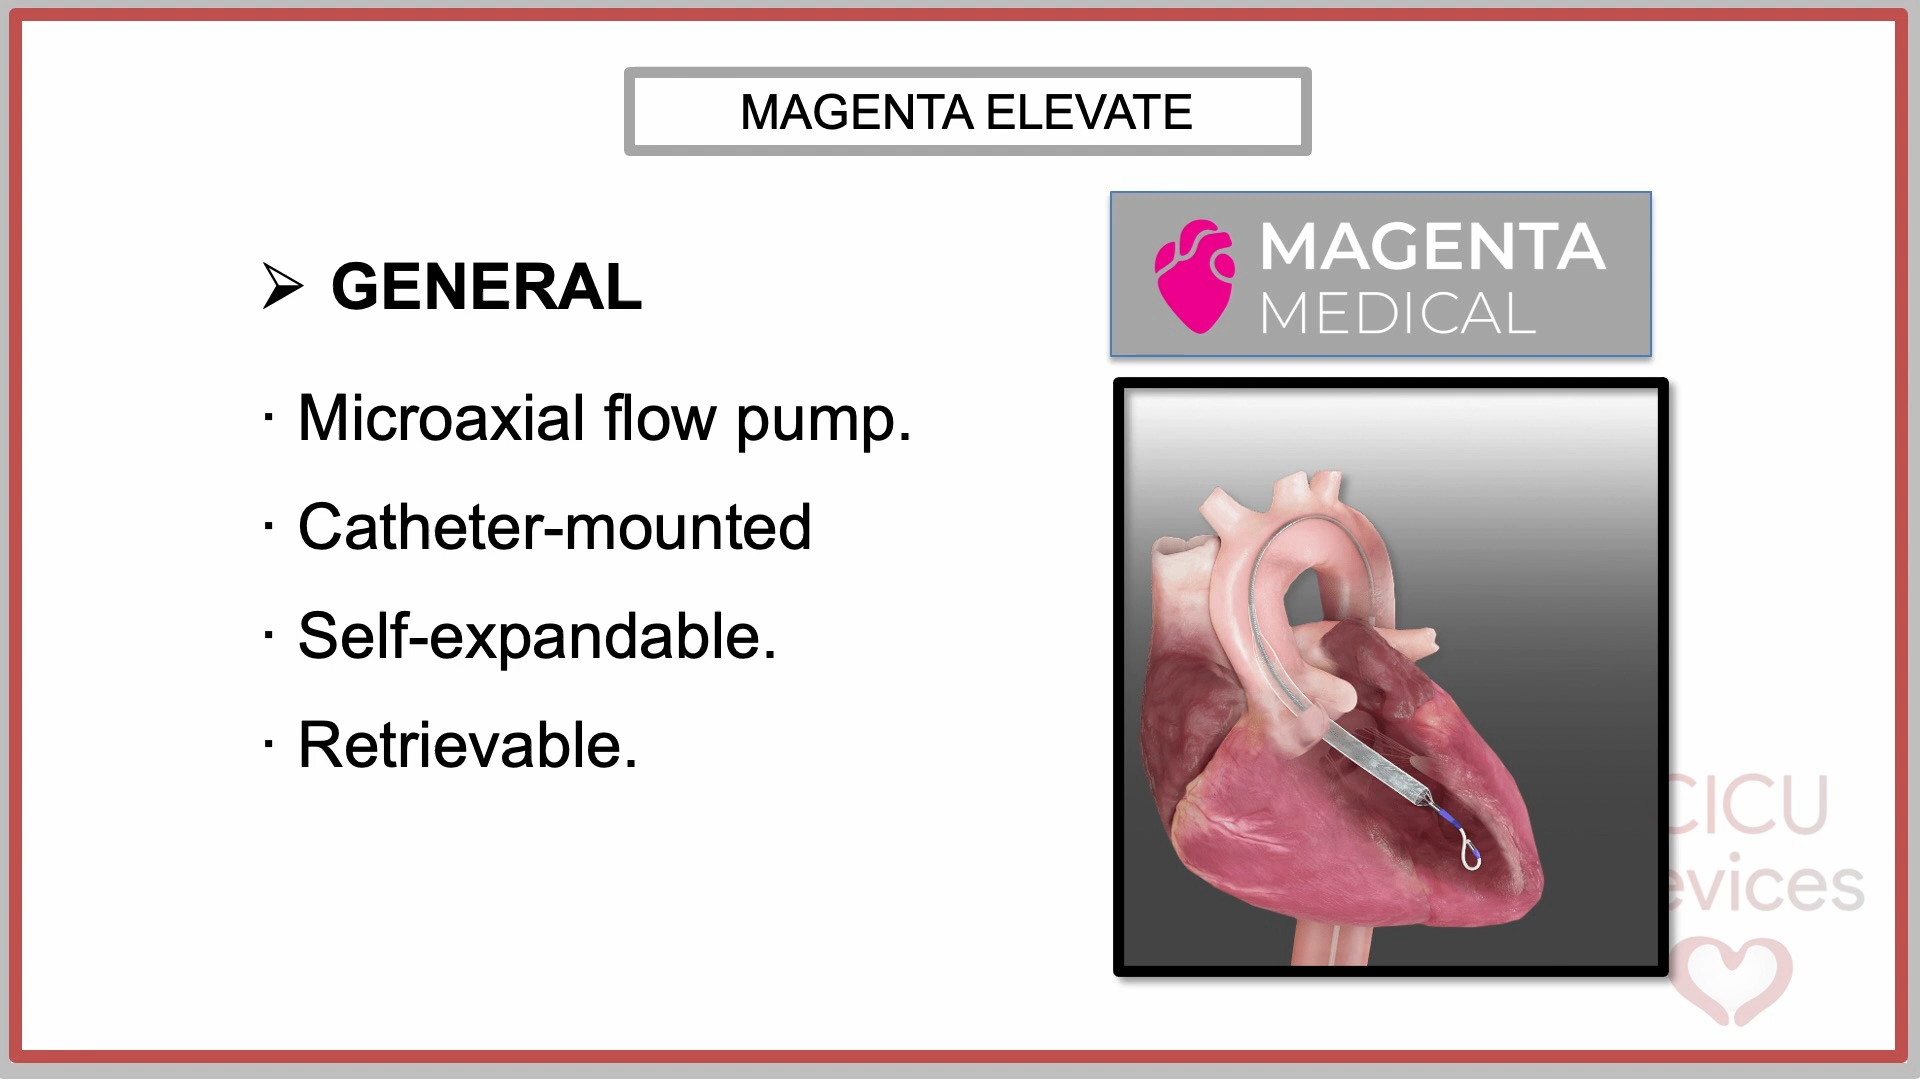 MAGENTA ELEVATE
➢ GENERAL
· Microaxial flow pump.
· Catheter-mounted
· Self-expandable.
· Retrievable.
MAGENTA
MEDICAL
CICU
evices